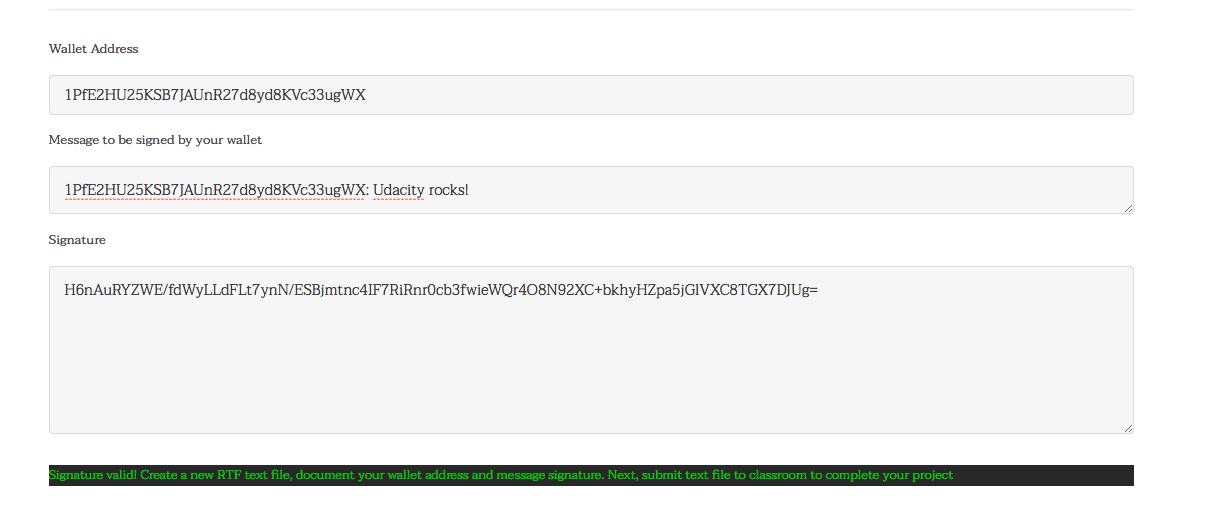 Wallet Address
1PfE2HU25KSB7JAUnR27d8yd8KVc33ugWX
Message to be signed by your wallet
1PfE2HU25KSB7JAUnR27d8yd8KVc33ugWX: Udacity rocks!
Signature
H6nAuRYZWE/fdWyLLdFLt7ynN/ESBjmtnc4IF7RiRnr0cb3fwieWQr4O8N92XC+bkhyHZpa5jGlVXC8TGX7DJUg=
Signature valid! Create a new RTF text file, document your wallet address and message signature. Next, submit text file to classroom to complete your project